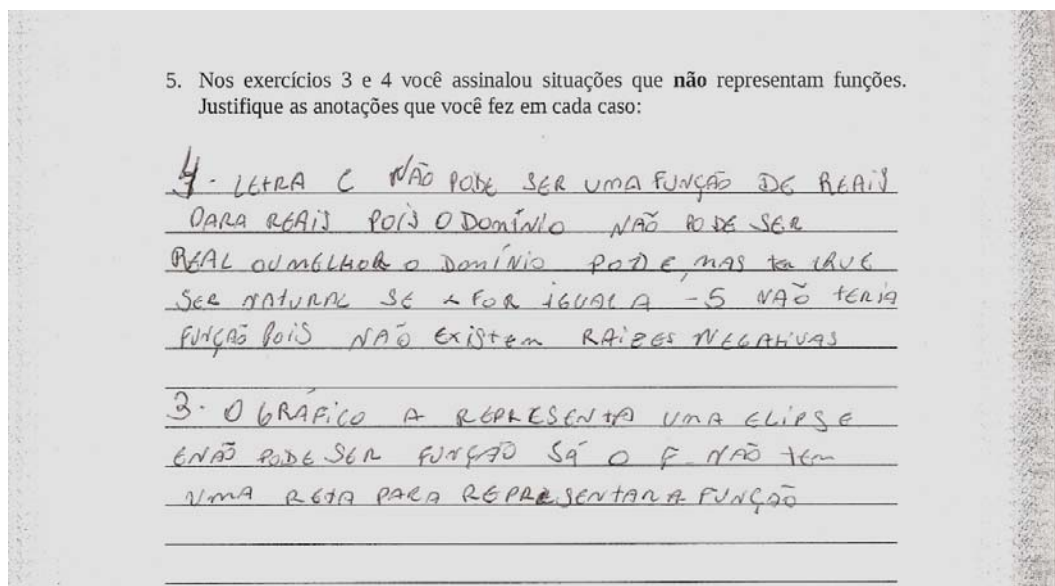 5. Nos exercícios 3 e 4 você assinalou situações que não representam funções.
Justifique as anotações que você fez em cada caso:
4. LETRA C NÃO PODE SER UMA FUNÇÃO DE REAIS
PARA REAIS POIS O DOMÍNIO NÃO PODE SER
REAL OU MELHOR O DOMÍNIO PODE, MAS TEM QUE
SER NATURAL SE X FOR IGUAL A -5 NÃO TERIA
FUNÇÃO POIS NÃO EXISTEM RAÍZES NEGATIVAS
3. O GRÁFICO A REPRESENTA UMA ELIPSE
E NÃO PODE SER FUNÇÃO O F NÃO TEM
UMA RETA PARA REPRESENTAR A FUNÇÃO